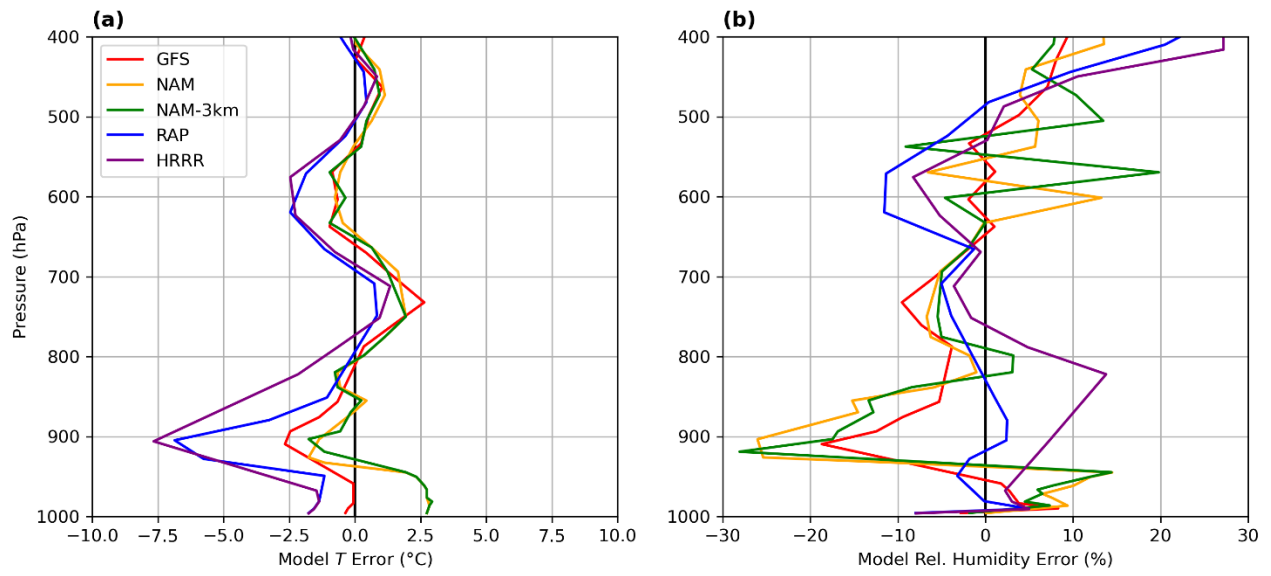 (a)
(b)
400
500
600
700
800
900
1000
Pressure (hPa)
GFS
NAM
NAM-3km
RAP
HRRR
−10.0 −7.5 −5.0 −2.5 0.0 2.5 5.0 7.5 10.0
Model T Error (°C)
400
500
600
700
800
900
1000
−30 −20 −10 0 10 20 30
Model Rel. Humidity Error (%)